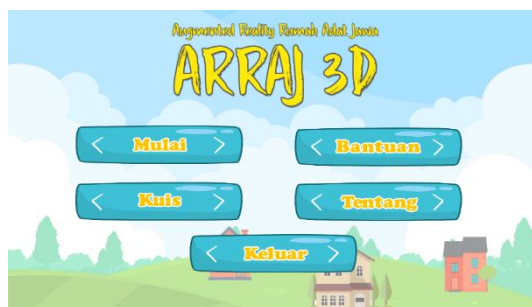 Augmented Reality Rumah Adat Jawa
ARRAJ 3D
Mulai
Bantuan
Kuis
Tentang
Keluar